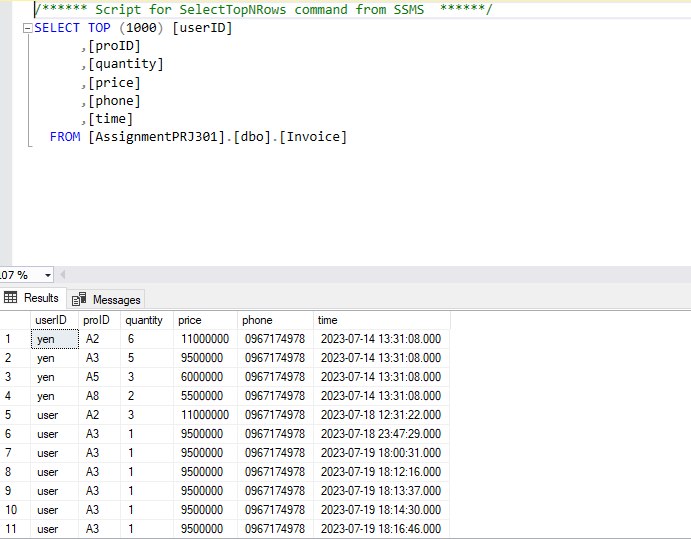 /****** Script for SelectTopNRows command from SSMS  ******/
SELECT TOP (1000) [userID]
      ,[proID]
      ,[quantity]
      ,[price]
      ,[phone]
      ,[time]
  FROM [AssignmentPRJ301].[dbo].[Invoice]
107 %
Results Messages
userID proID quantity price phone time
1 yen A2 6 11000000 0967174978 2023-07-14 13:31:08.000
2 yen A3 5 9500000 0967174978 2023-07-14 13:31:08.000
3 yen A5 3 6000000 0967174978 2023-07-14 13:31:08.000
4 yen A8 2 5500000 0967174978 2023-07-14 13:31:08.000
5 user A2 3 11000000 0967174978 2023-07-18 12:31:22.000
6 user A3 1 9500000 0967174978 2023-07-18 23:47:29.000
7 user A3 1 9500000 0967174978 2023-07-19 18:00:31.000
8 user A3 1 9500000 0967174978 2023-07-19 18:12:16.000
9 user A3 1 9500000 0967174978 2023-07-19 18:13:37.000
10 user A3 1 9500000 0967174978 2023-07-19 18:14:30.000
11 user A3 1 9500000 0967174978 2023-07-19 18:16:46.000